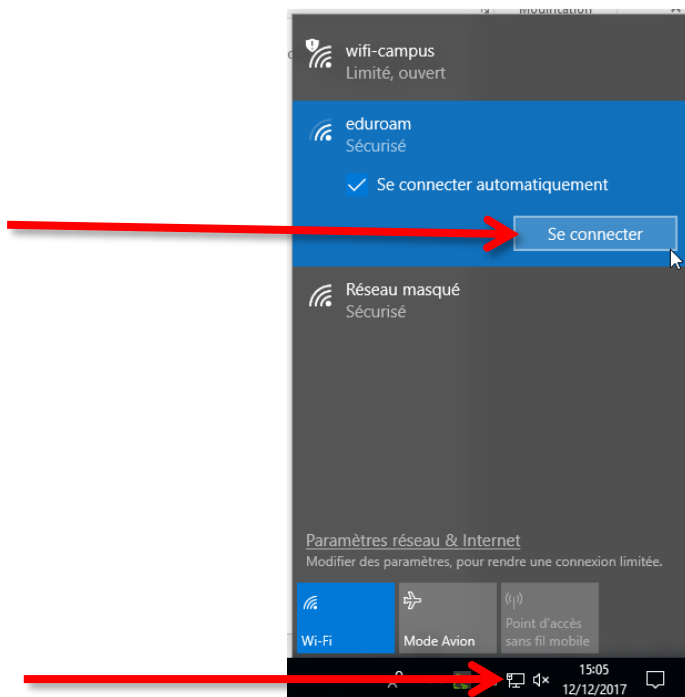 Modification
wifi-campus
Limité, ouvert
eduroam
Sécurisé
Se connecter automatiquement
Se connecter
Réseau masqué
Sécurisé
Paramètres réseau & Internet
Modifier des paramètres, pour rendre une connexion limitée.
Wi-Fi
Mode Avion
Point d'accès
sans fil mobile
15:05
12/12/2017